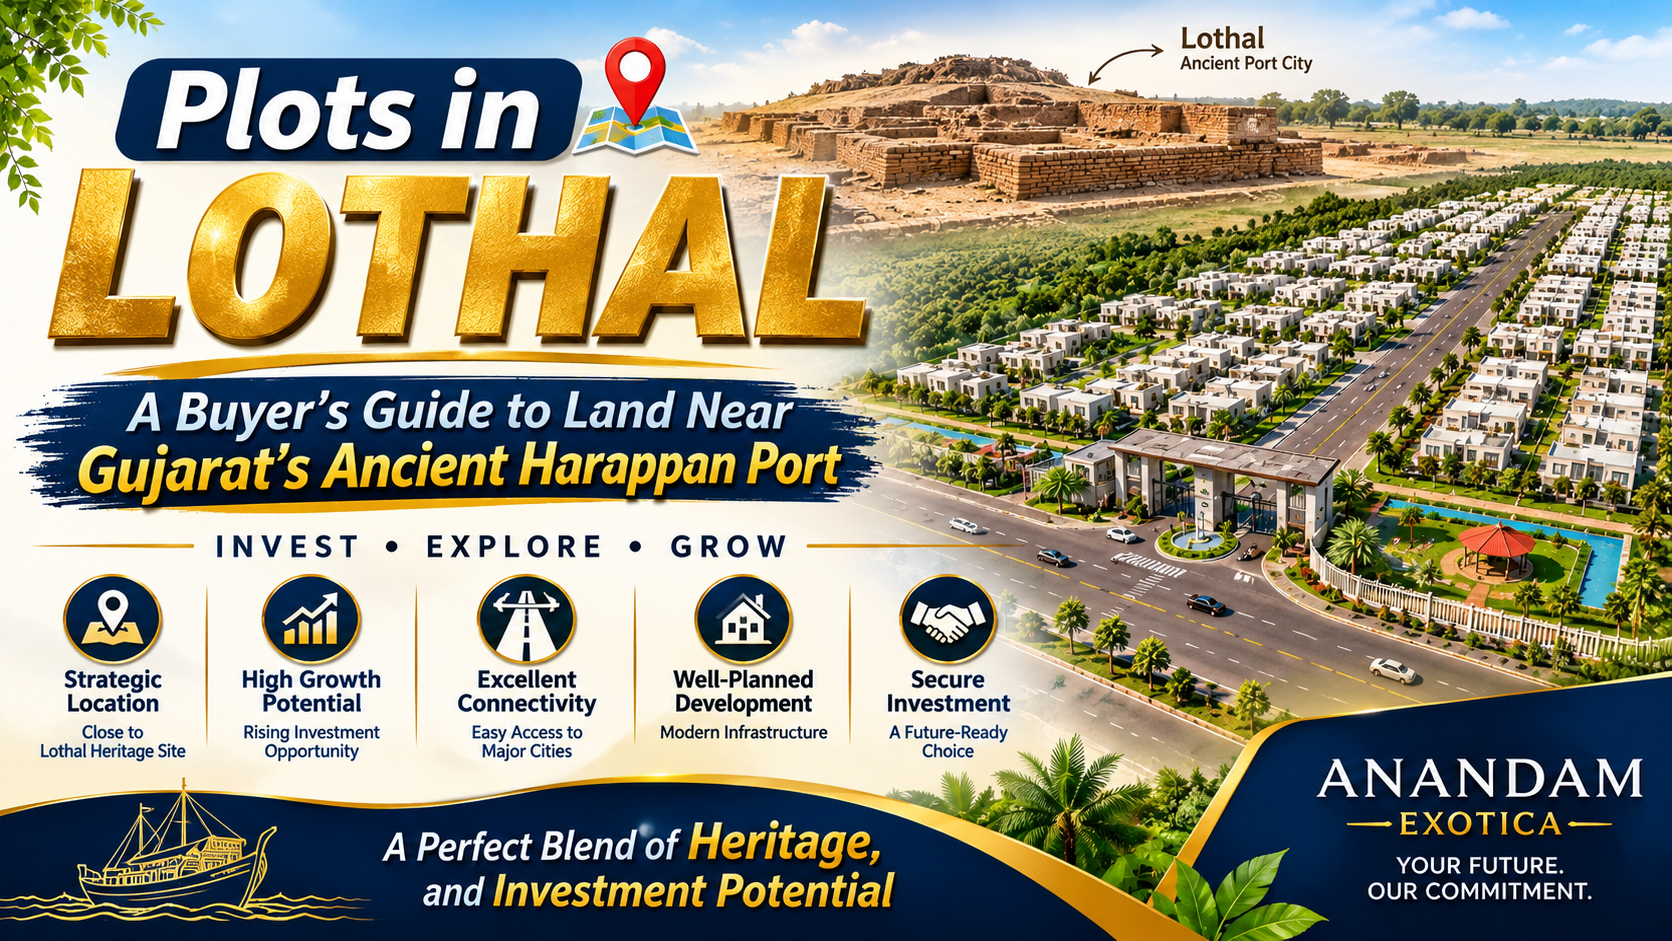 Plots in
LOTHAL
A Buyer's Guide to Land Near
Gujarat's Ancient Harappan Port
INVEST • EXPLORE • GROW
Strategic
Location
Close to
Lothal Heritage Site
High Growth
Potential
Rising Investment
Opportunity
Excellent
Connectivity
Easy Access to
Major Cities
Well-Planned
Development
Modern Infrastructure
Secure
Investment
A Future-Ready
Choice
A Perfect Blend of Heritage,
and Investment Potential
Lothal
Ancient Port City
ANANDAM
EXOTICA
YOUR FUTURE.
OUR COMMITMENT.